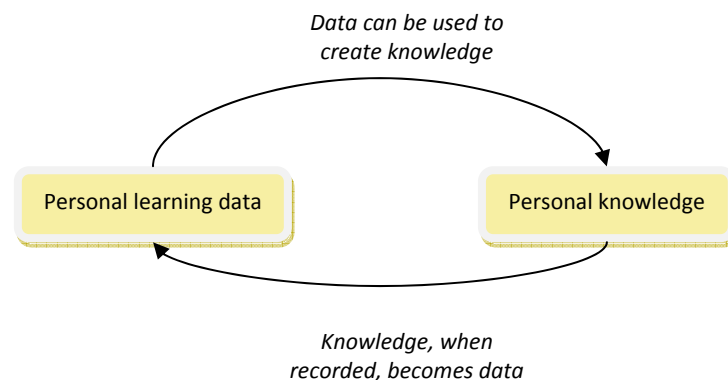 Data can be used to
create knowledge
Personal learning data
Personal knowledge
Knowledge, when
recorded, becomes data